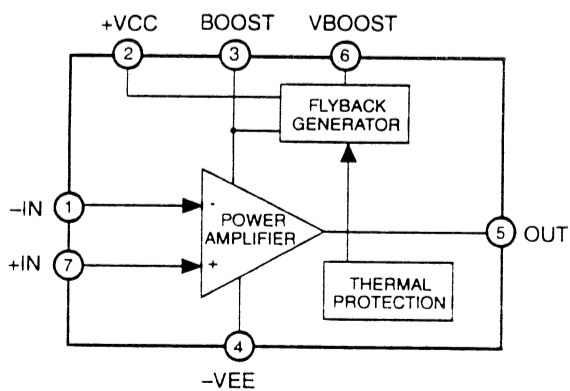 +VCC BOOST VBOOST
2 3 6
FLYBACK
GENERATOR
-IN 1 -
POWER
AMPLIFIER
5 OUT
+IN 7 +
THERMAL
PROTECTION
4
-VEE